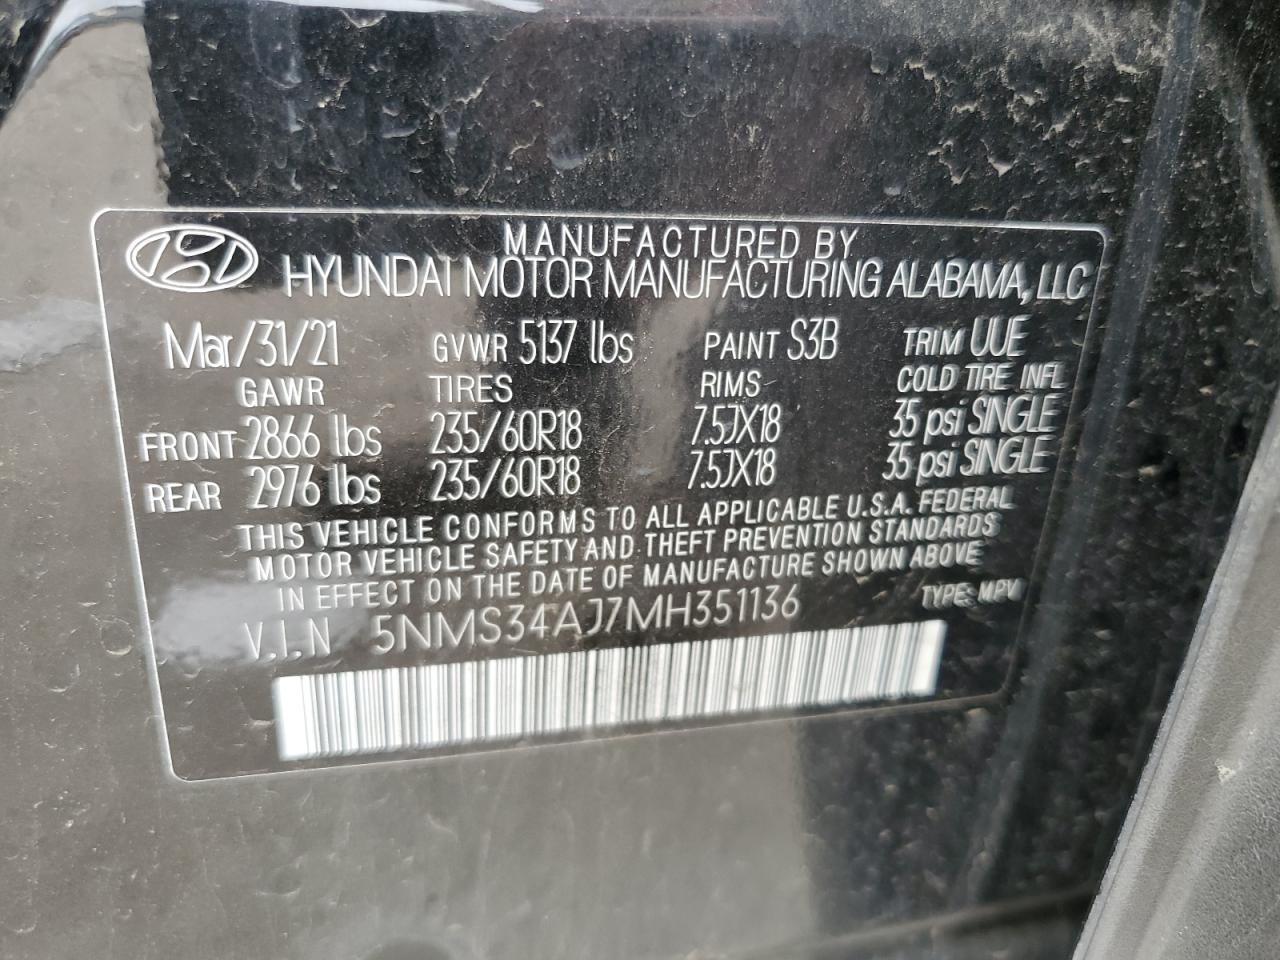 MANUFACTURED BY
HYUNDAI MOTOR MANUFACTURING ALABAMA, LLC
Mar/31/21 GVWR 5137 lbs PAINT S3B TRIM UUE
GAWR TIRES RIMS COLD TIRE INFL
FRONT 2866 lbs 235/60R18 7.5JX18 35 psi SINGLE
REAR 2976 lbs 235/60R18 7.5JX18 35 psi SINGLE
THIS VEHICLE CONFORMS TO ALL APPLICABLE U.S.A. FEDERAL
MOTOR VEHICLE SAFETY AND THEFT PREVENTION STANDARDS
IN EFFECT ON THE DATE OF MANUFACTURE SHOWN ABOVE
V.I.N 5NMS34AJ7MH351136 TYPE: MPV